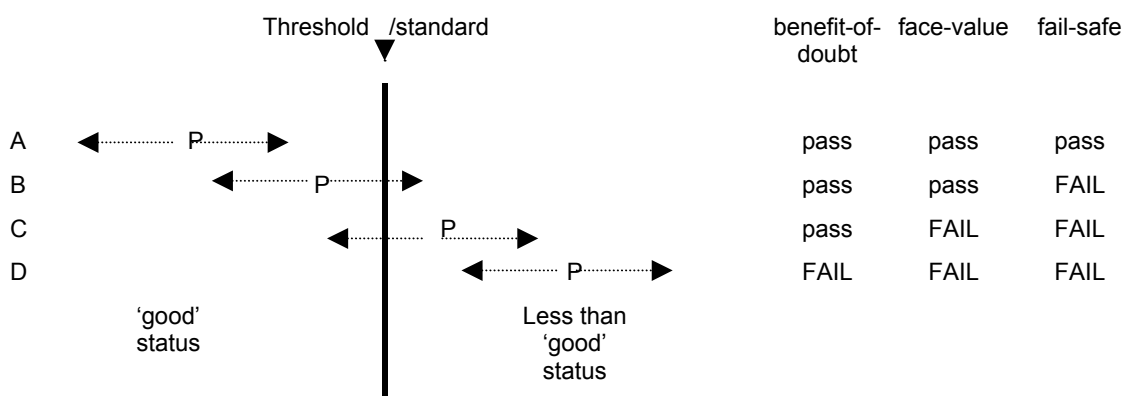 Threshold /standard benefit-of- face-value fail-safe
doubt
A P pass pass pass
B P pass pass FAIL
C P pass FAIL FAIL
D P FAIL FAIL FAIL
‘good’ Less than
status ‘good’
status